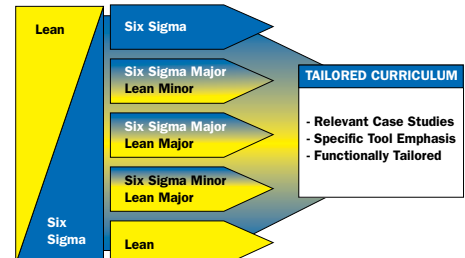 Lean
Six
Sigma
Six Sigma
Six Sigma Major
Lean Minor
Six Sigma Major
Lean Major
Six Sigma Minor
Lean Major
Lean
TAILORED CURRICULUM
- Relevant Case Studies
- Specific Tool Emphasis
- Functionally Tailored